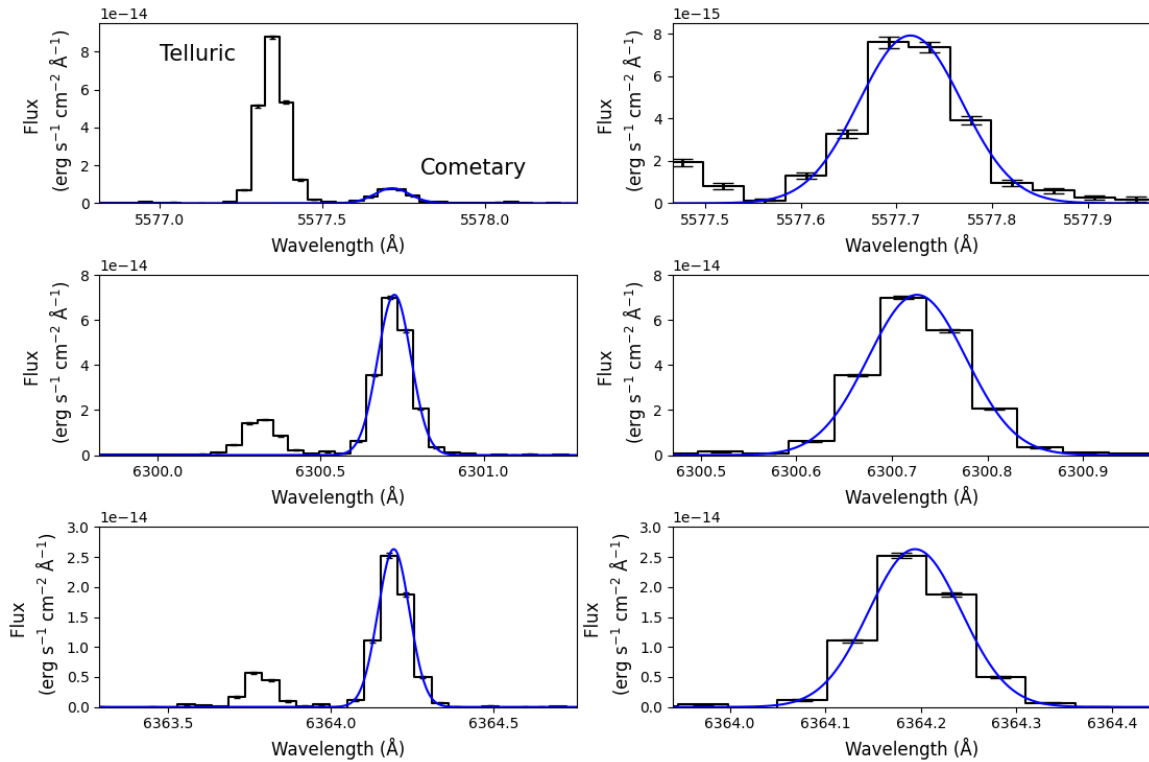 1e−14
8
6
4
2
0
Flux
(erg s⁻¹ cm⁻² Å⁻¹)
Telluric
Cometary
5577.0
5577.5
5578.0
Wavelength (Å)
1e−15
8
6
4
2
0
Flux
(erg s⁻¹ cm⁻² Å⁻¹)
5577.5
5577.6
5577.7
5577.8
5577.9
Wavelength (Å)
1e−14
8
6
4
2
0
Flux
(erg s⁻¹ cm⁻² Å⁻¹)
6300.0
6300.5
6301.0
Wavelength (Å)
1e−14
8
6
4
2
0
Flux
(erg s⁻¹ cm⁻² Å⁻¹)
6300.5
6300.6
6300.7
6300.8
6300.9
Wavelength (Å)
1e−14
3.0
2.5
2.0
1.5
1.0
0.5
0.0
Flux
(erg s⁻¹ cm⁻² Å⁻¹)
6363.5
6364.0
6364.5
Wavelength (Å)
1e−14
3.0
2.5
2.0
1.5
1.0
0.5
0.0
Flux
(erg s⁻¹ cm⁻² Å⁻¹)
6364.0
6364.1
6364.2
6364.3
6364.4
Wavelength (Å)